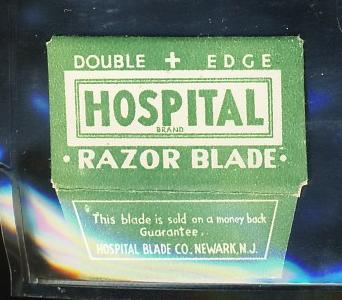 DOUBLE + EDGE
HOSPITAL
BRAND
· RAZOR BLADE ·
This blade is sold on a money back
Guarantee.
HOSPITAL BLADE CO. NEWARK, N.J.